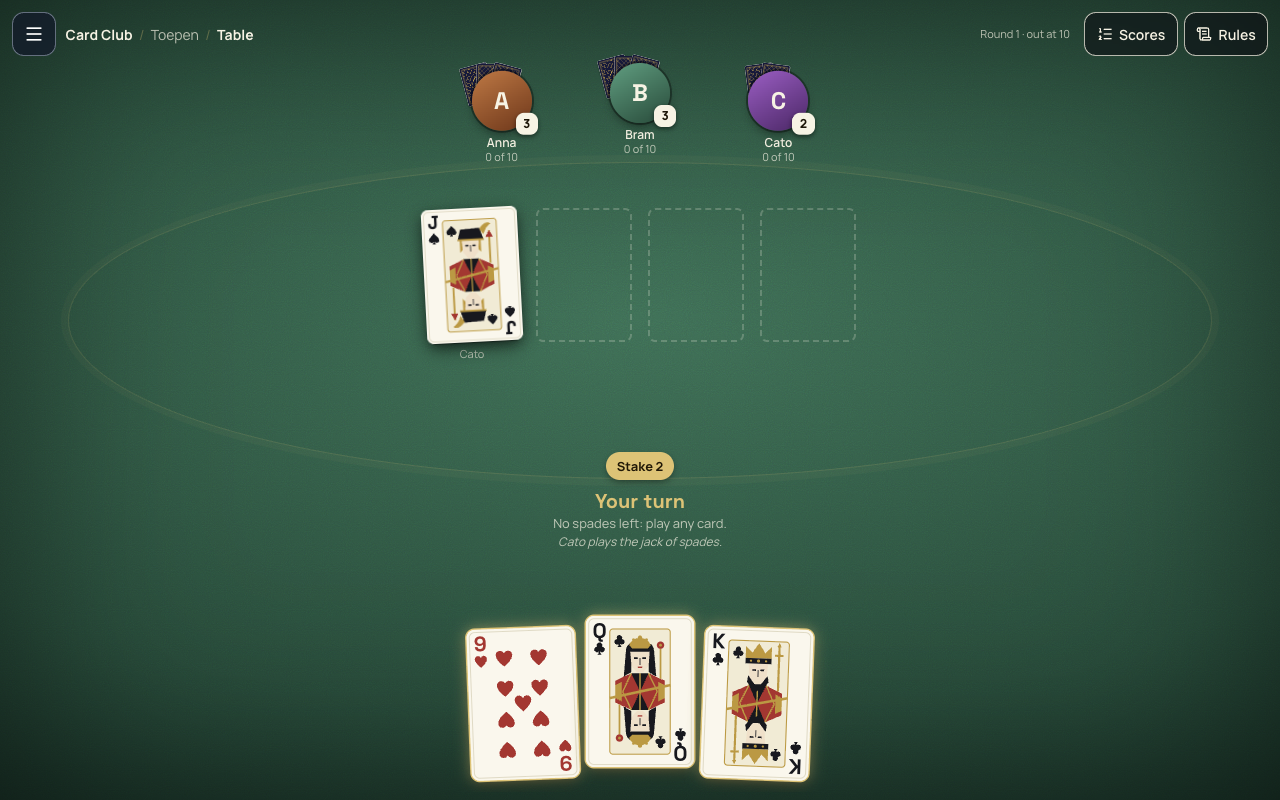 Card Club / Toepen / Table
Round 1 · out at 10
Scores
Rules
A
3
Anna
0 of 10
B
3
Bram
0 of 10
C
2
Cato
0 of 10
J
J
Cato
Stake 2
Your turn
No spades left: play any card.
Cato plays the jack of spades.
9
9
Q
Q
K
K